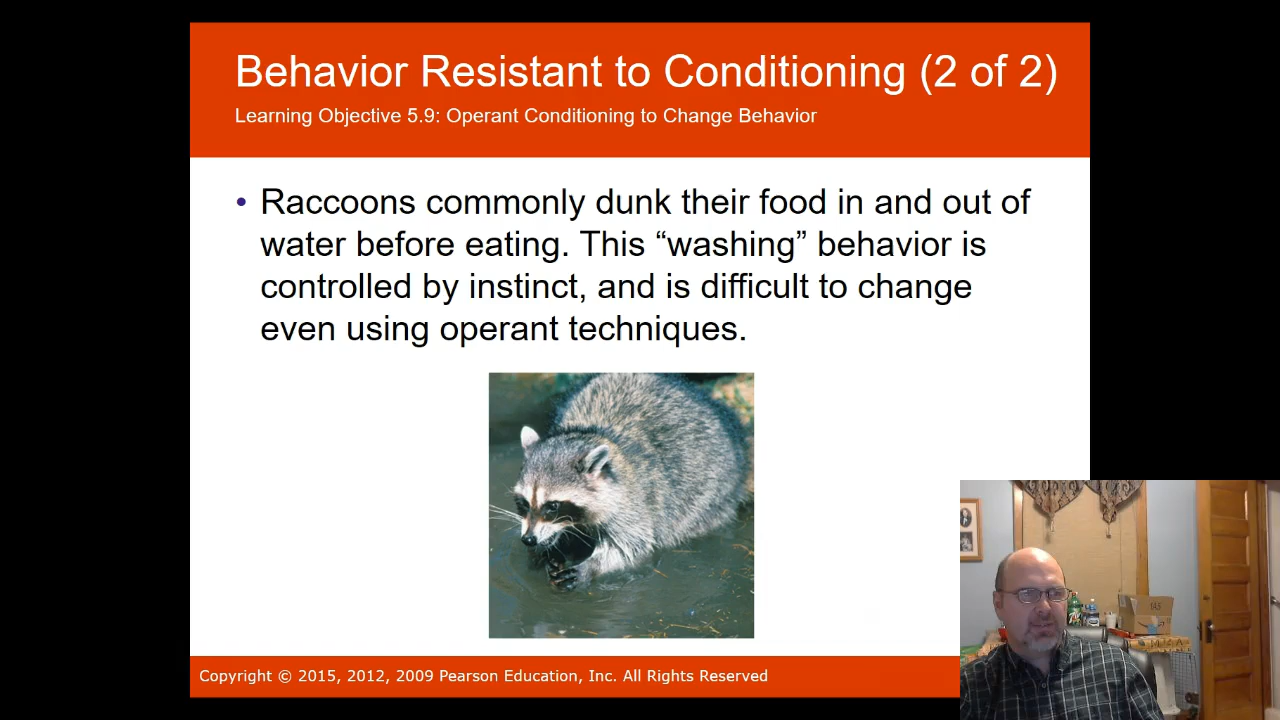 Behavior Resistant to Conditioning (2 of 2)
Learning Objective 5.9: Operant Conditioning to Change Behavior
• Raccoons commonly dunk their food in and out of
water before eating. This “washing” behavior is
controlled by instinct, and is difficult to change
even using operant techniques.
Copyright © 2015, 2012, 2009 Pearson Education, Inc. All Rights Reserved